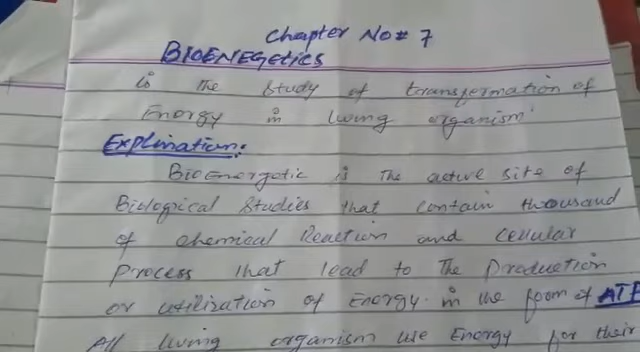 Chapter No# 7
BIOENEGETICS
is the study of transformation of
Energy in living organism
Explination:
BioEnergetic is the active site of
Biological Studies that contain thousand
of chemical Reaction and cellular
Process that lead to The Production
or utilization of Energy. in the form of ATP
All living organism use Energy for their